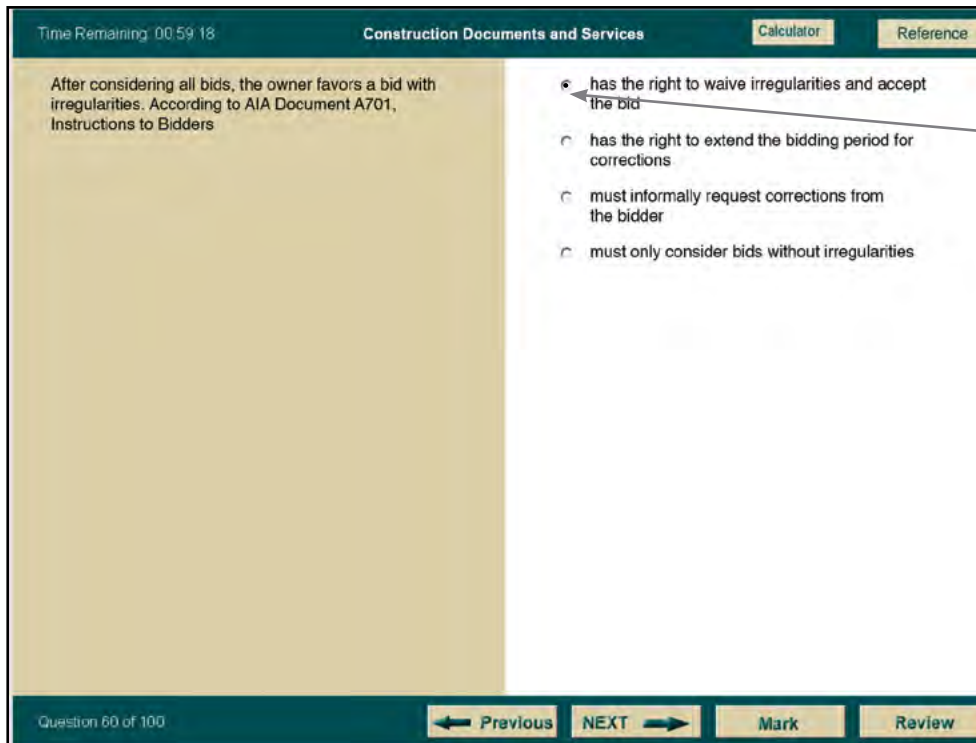 Time Remaining: 00:59:18
Construction Documents and Services
Calculator
Reference
After considering all bids, the owner favors a bid with
irregularities. According to AIA Document A701,
Instructions to Bidders
has the right to waive irregularities and accept
the bid
has the right to extend the bidding period for
corrections
must informally request corrections from
the bidder
must only consider bids without irregularities
Question 60 of 100
Previous
NEXT
Mark
Review